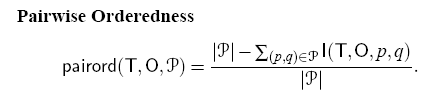 Pairwise Orderedness
pairord(T,O,𝒫) = |𝒫| − ∑(p,q)∈𝒫 I(T,O,p,q) / |𝒫| .